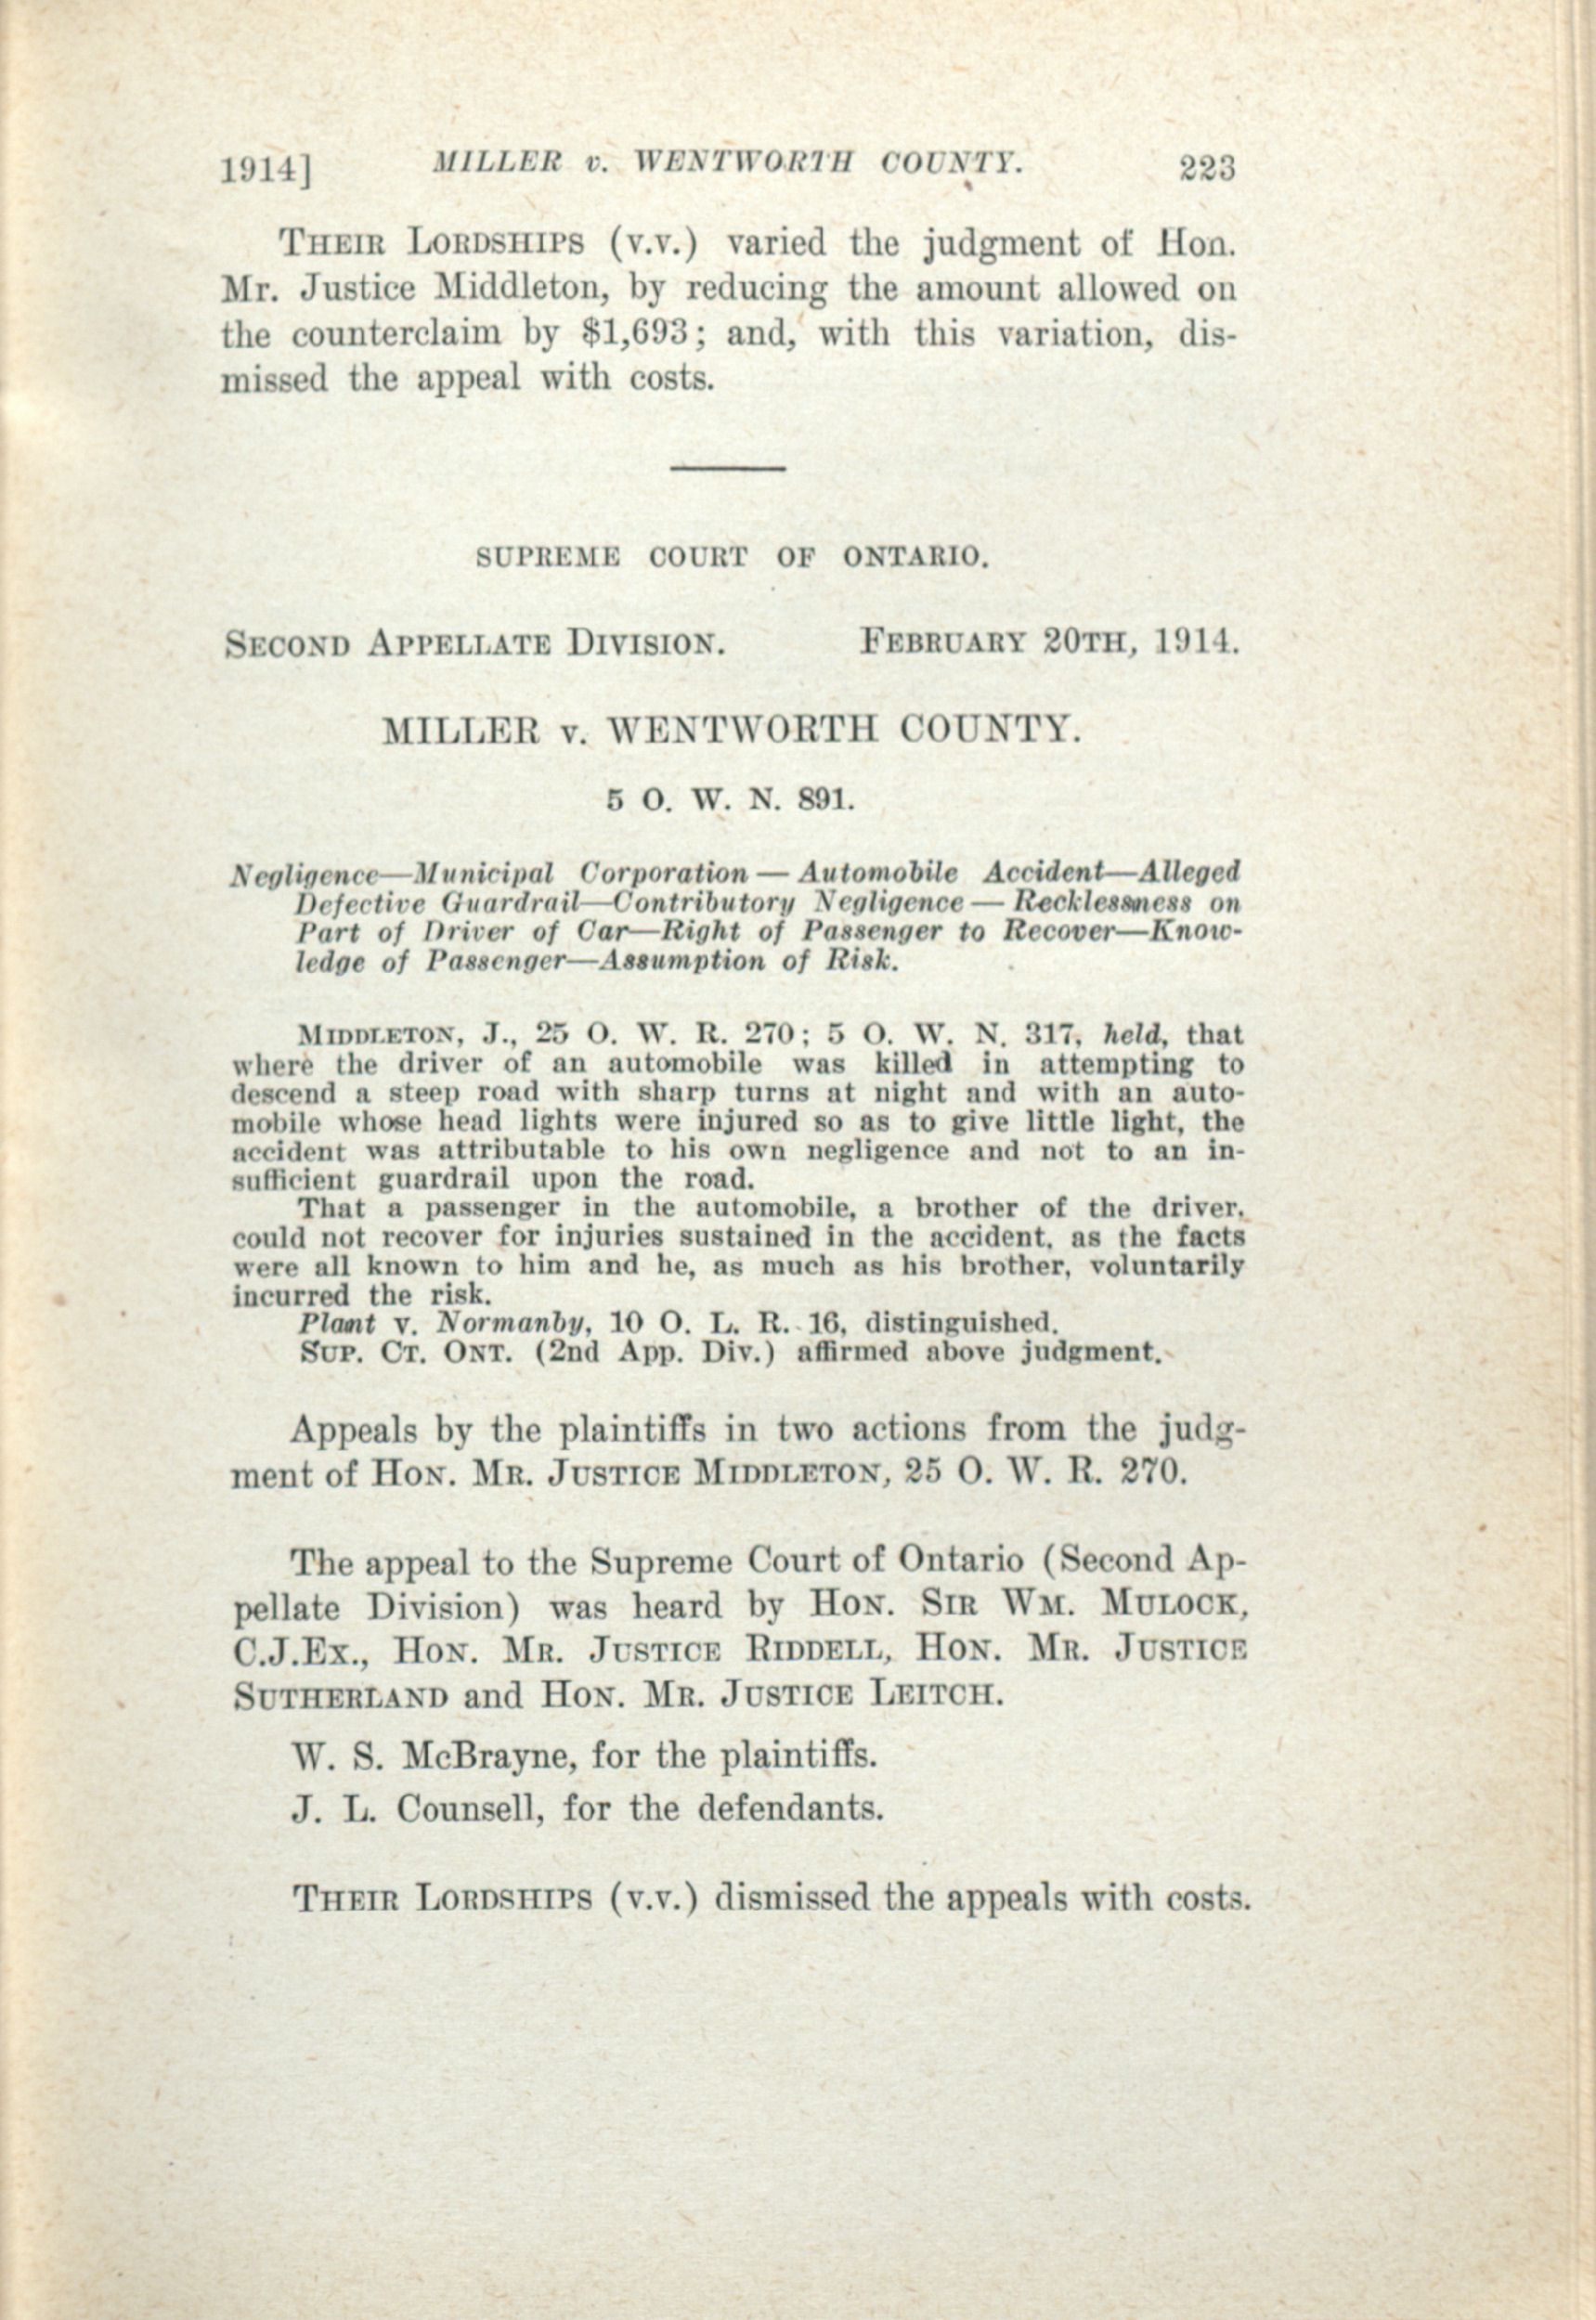 1914] MILLER v. WENTWORTH COUNTY. 223
THEIR LORDSHIPS (V.V.) varied the judgment of Hon.
Mr. Justice Middleton, by reducing the amount allowed on
the counterclaim by $1,693; and, with this variation, dis-
missed the appeal with costs.
SUPREME COURT OF ONTARIO.
SECOND APPELLATE DIVISION. FEBRUARY 20TH, 1914.
MILLER v. WENTWORTH COUNTY.
5 O. W. N. 891.
Negligence—Municipal Corporation — Automobile Accident—Alleged
Defective Guardrail—Contributory Negligence — Recklessness on
Part of Driver of Car—Right of Passenger to Recover—Know-
ledge of Passenger—Assumption of Risk.
MIDDLETON, J., 25 O. W. R. 270; 5 O. W. N. 317, held, that
where the driver of an automobile was killed in attempting to
descend a steep road with sharp turns at night and with an auto-
mobile whose head lights were injured so as to give little light, the
accident was attributable to his own negligence and not to an in-
sufficient guardrail upon the road.
That a passenger in the automobile, a brother of the driver,
could not recover for injuries sustained in the accident, as the facts
were all known to him and he, as much as his brother, voluntarily
incurred the risk.
Plant v. Normanby, 10 O. L. R. 16, distinguished.
SUP. CT. ONT. (2nd App. Div.) affirmed above judgment.
Appeals by the plaintiffs in two actions from the judg-
ment of HON. MR. JUSTICE MIDDLETON, 25 O. W. R. 270.
The appeal to the Supreme Court of Ontario (Second Ap-
pellate Division) was heard by HON. SIR WM. MULOCK,
C.J.EX., HON. MR. JUSTICE RIDDELL, HON. MR. JUSTICE
SUTHERLAND and HON. MR. JUSTICE LEITCH.
W. S. McBrayne, for the plaintiffs.
J. L. Counsell, for the defendants.
THEIR LORDSHIPS (V.V.) dismissed the appeals with costs.